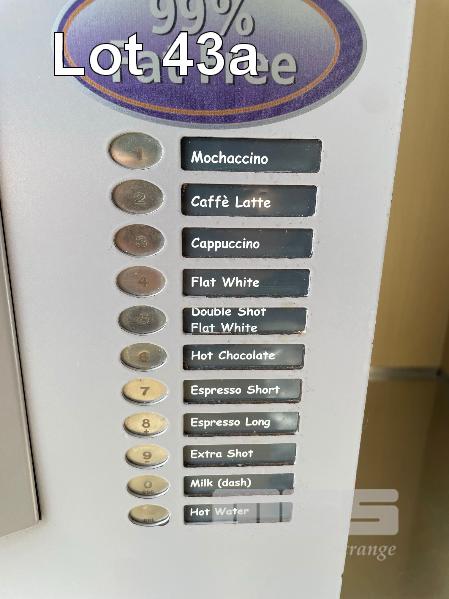 99%
Fat Free
Lot 43a
1 Mochaccino
2 Caffè Latte
3 Cappuccino
4 Flat White
5 Double Shot
Flat White
6 Hot Chocolate
7 Espresso Short
8 Espresso Long
+
9 Extra Shot
-
0 Milk (dash)
Hot Water
range